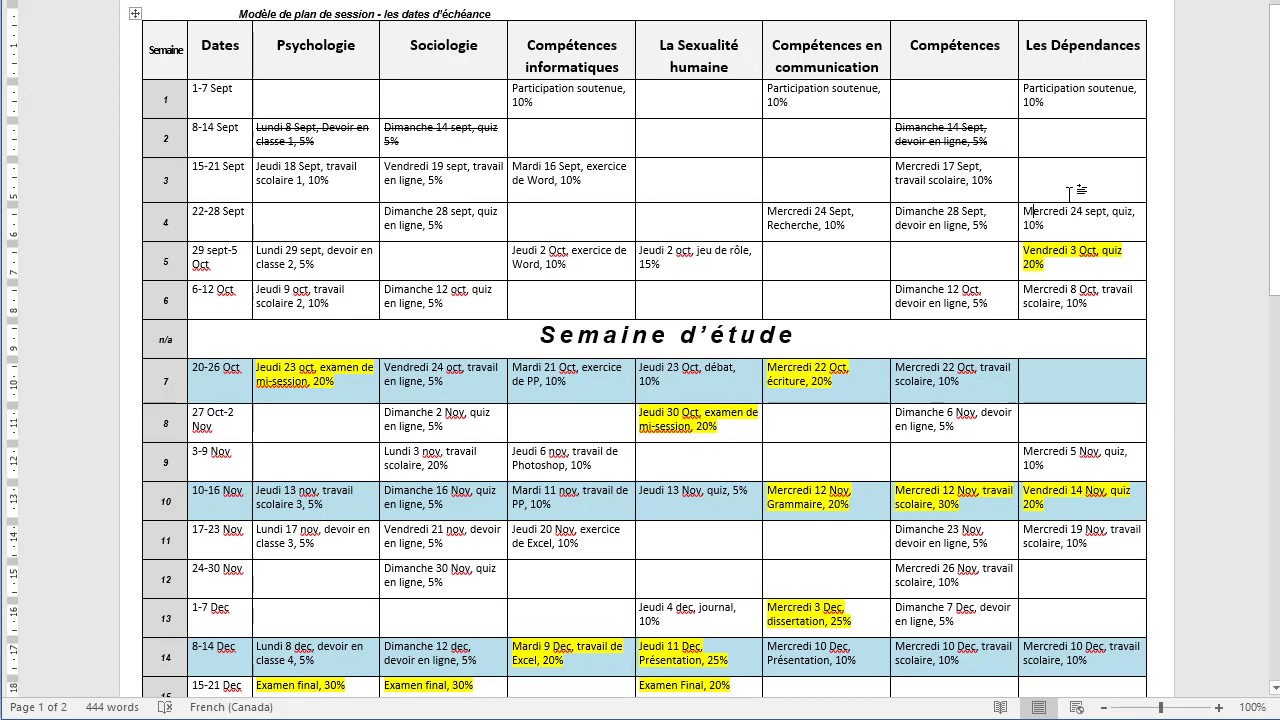 Modèle de plan de session - les dates d'échéance
Semaine Dates Psychologie Sociologie Compétences informatiques La Sexualité humaine Compétences en communication Compétences Les Dépendances
1 1-7 Sept Participation soutenue, 10% Participation soutenue, 10% Participation soutenue, 10%
2 8-14 Sept Lundi 8 Sept, Devoir en classe 1, 5% Dimanche 14 sept, quiz 5% Dimanche 14 Sept, devoir en ligne, 5%
3 15-21 Sept Jeudi 18 Sept, travail scolaire 1, 10% Vendredi 19 sept, travail en ligne, 5% Mardi 16 Sept, exercice de Word, 10% Mercredi 17 Sept, travail scolaire, 10%
4 22-28 Sept Dimanche 28 sept, quiz en ligne, 5% Mercredi 24 Sept, Recherche, 10% Dimanche 28 Sept, devoir en ligne, 5% Mercredi 24 sept, quiz, 10%
5 29 sept-5 Oct Lundi 29 sept, devoir en classe 2, 5% Jeudi 2 Oct, exercice de Word, 10% Jeudi 2 oct, jeu de rôle, 15% Vendredi 3 Oct, quiz 20%
6 6-12 Oct Jeudi 9 oct, travail scolaire 2, 10% Dimanche 12 oct, quiz en ligne, 5% Dimanche 12 Oct, devoir en ligne, 5% Mercredi 8 Oct, travail scolaire, 10%
n/a Semaine d'étude
7 20-26 Oct Jeudi 23 oct, examen de mi-session, 20% Vendredi 24 oct, travail en ligne, 5% Mardi 21 Oct, exercice de PP, 10% Jeudi 23 Oct, débat, 10% Mercredi 22 Oct, écriture, 20% Mercredi 22 Oct, travail scolaire, 10%
8 27 Oct-2 Nov Dimanche 2 Nov, quiz en ligne, 5% Jeudi 30 Oct, examen de mi-session, 20% Dimanche 6 Nov, devoir en ligne, 5%
9 3-9 Nov Lundi 3 nov, travail scolaire, 20% Jeudi 6 nov, travail de Photoshop, 10% Mercredi 5 Nov, quiz, 10%
10 10-16 Nov Jeudi 13 nov, travail scolaire 3, 5% Dimanche 16 Nov, quiz en ligne, 5% Mardi 11 nov, travail de PP, 10% Jeudi 13 Nov, quiz, 5% Mercredi 12 Nov, Grammaire, 20% Mercredi 12 Nov, travail scolaire, 30% Vendredi 14 Nov, quiz 20%
11 17-23 Nov Lundi 17 nov, devoir en classe 3, 5% Vendredi 21 nov, devoir en ligne, 5% Jeudi 20 Nov, exercice de Excel, 10% Dimanche 23 Nov, devoir en ligne, 5% Mercredi 19 Nov, travail scolaire, 10%
12 24-30 Nov Dimanche 30 Nov, quiz en ligne, 5% Mercredi 26 Nov, travail scolaire, 10%
13 1-7 Dec Jeudi 4 dec, journal, 10% Mercredi 3 Dec, dissertation, 25% Dimanche 7 Dec, devoir en ligne, 5%
14 8-14 Dec Lundi 8 dec, devoir en classe 4, 5% Dimanche 12 dec, devoir en ligne, 5% Mardi 9 Dec, travail de Excel, 20% Jeudi 11 Dec, Présentation, 25% Mercredi 10 Dec, Présentation, 10% Mercredi 10 Dec, travail scolaire, 10% Mercredi 10 Dec, travail scolaire, 10%
15-21 Dec Examen final, 30% Examen final, 30% Examen Final, 20%
Page 1 of 2 444 words French (Canada) 100%